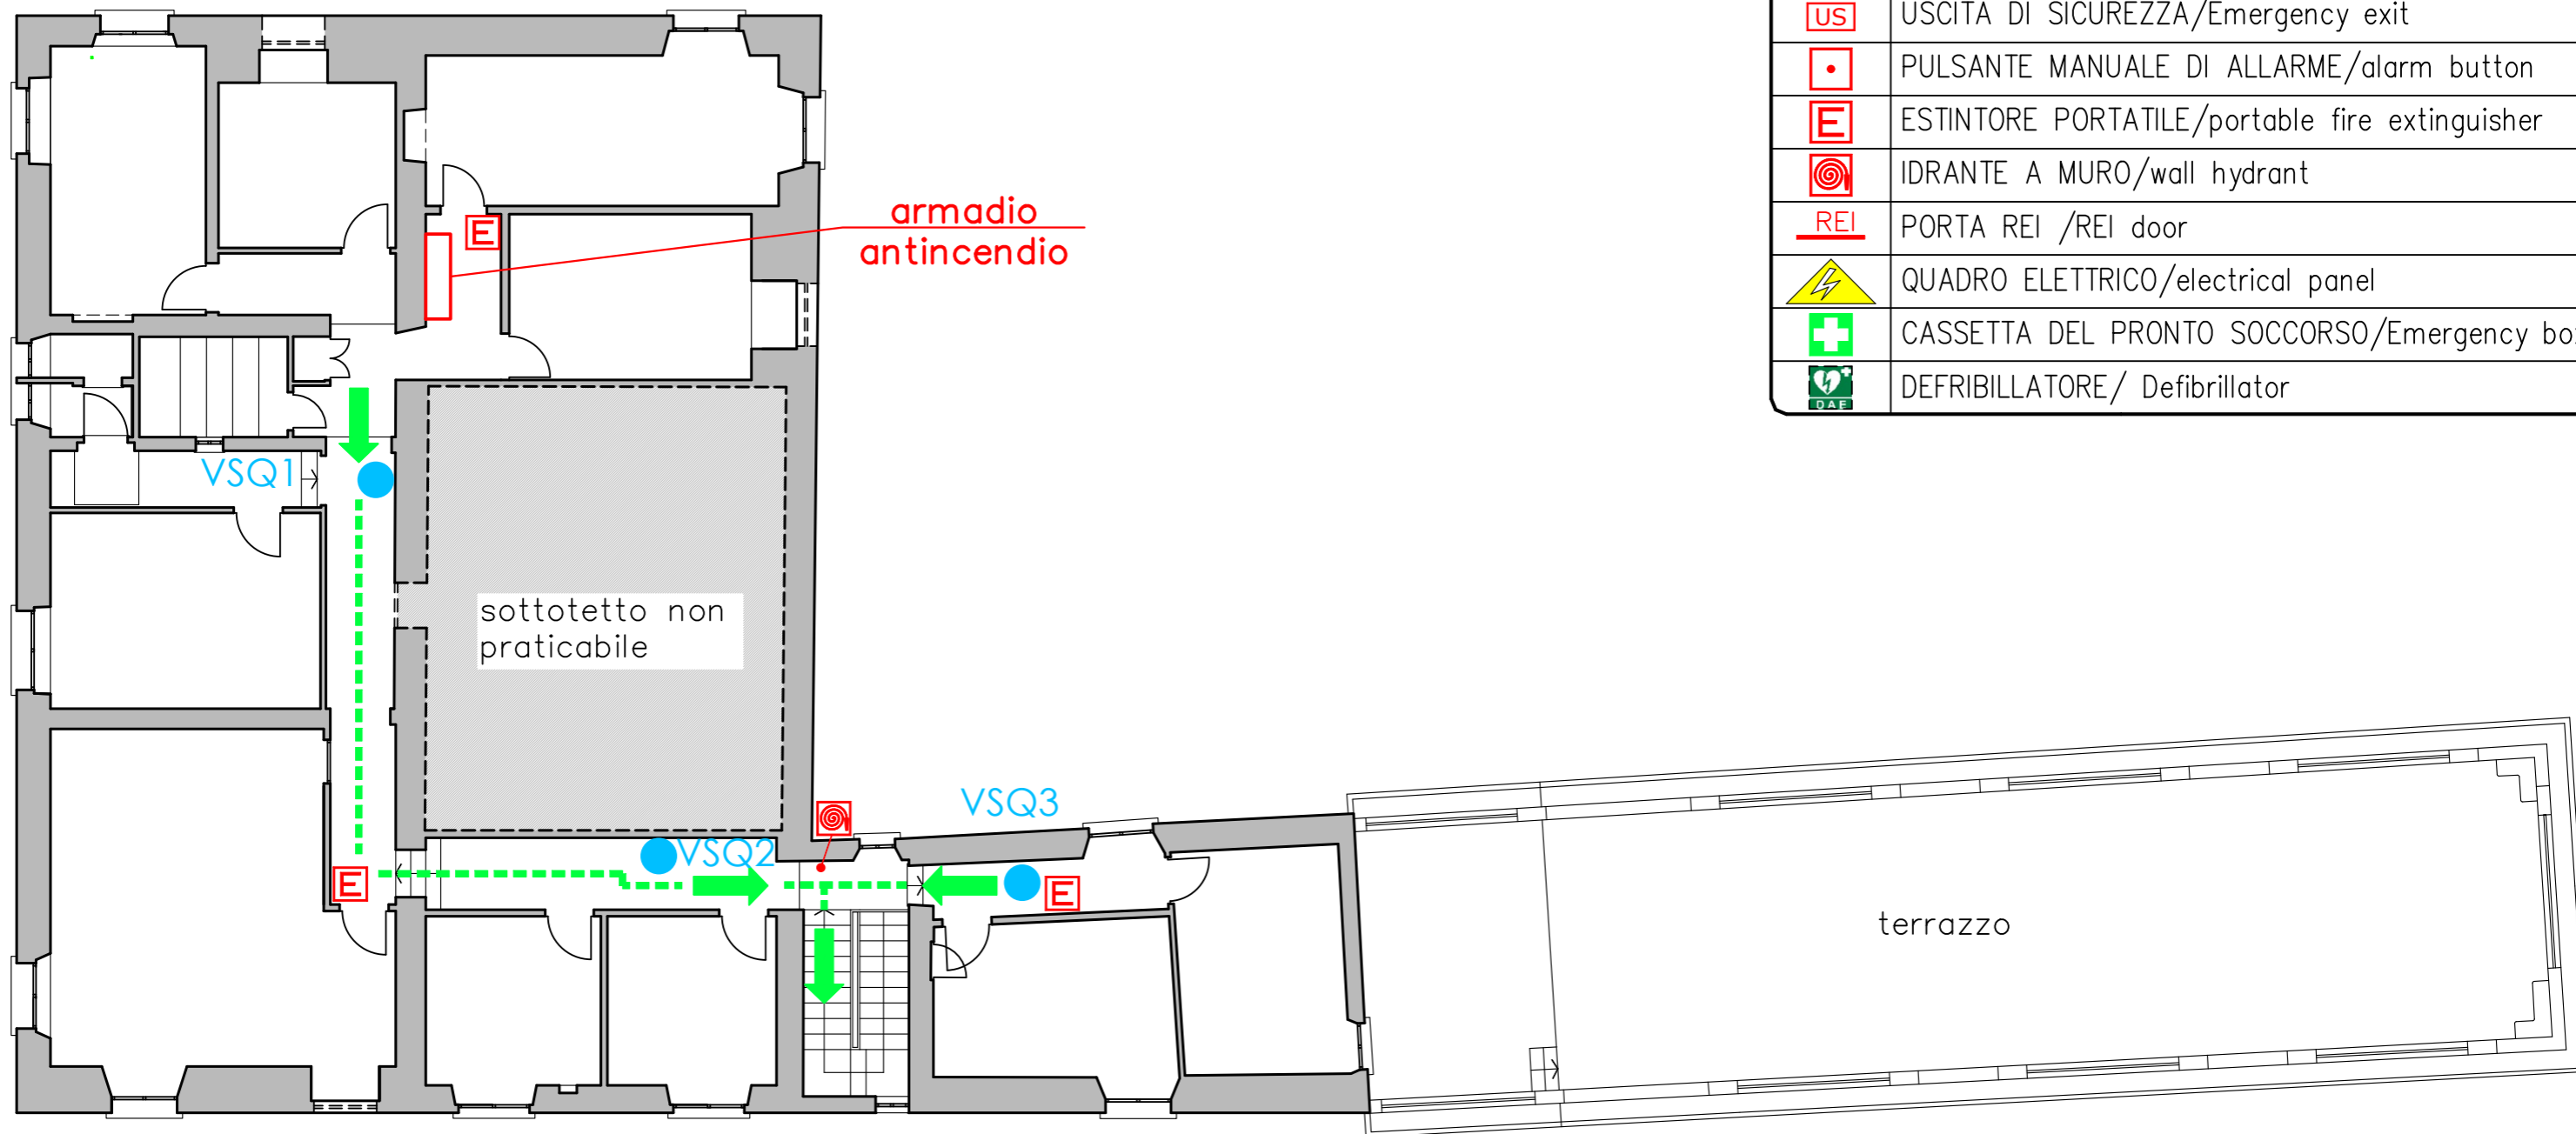 US USCITA DI SICUREZZA/Emergency exit
PULSANTE MANUALE DI ALLARME/alarm button
E ESTINTORE PORTATILE/portable fire extinguisher
IDRANTE A MURO/wall hydrant
REI PORTA REI /REI door
QUADRO ELETTRICO/electrical panel
CASSETTA DEL PRONTO SOCCORSO/Emergency bo
DAE DEFRIBILLATORE/ Defibrillator
armadio
antincendio
E
VSQ1
sottotetto non
praticabile
VSQ3
VSQ2
E
E
terrazzo